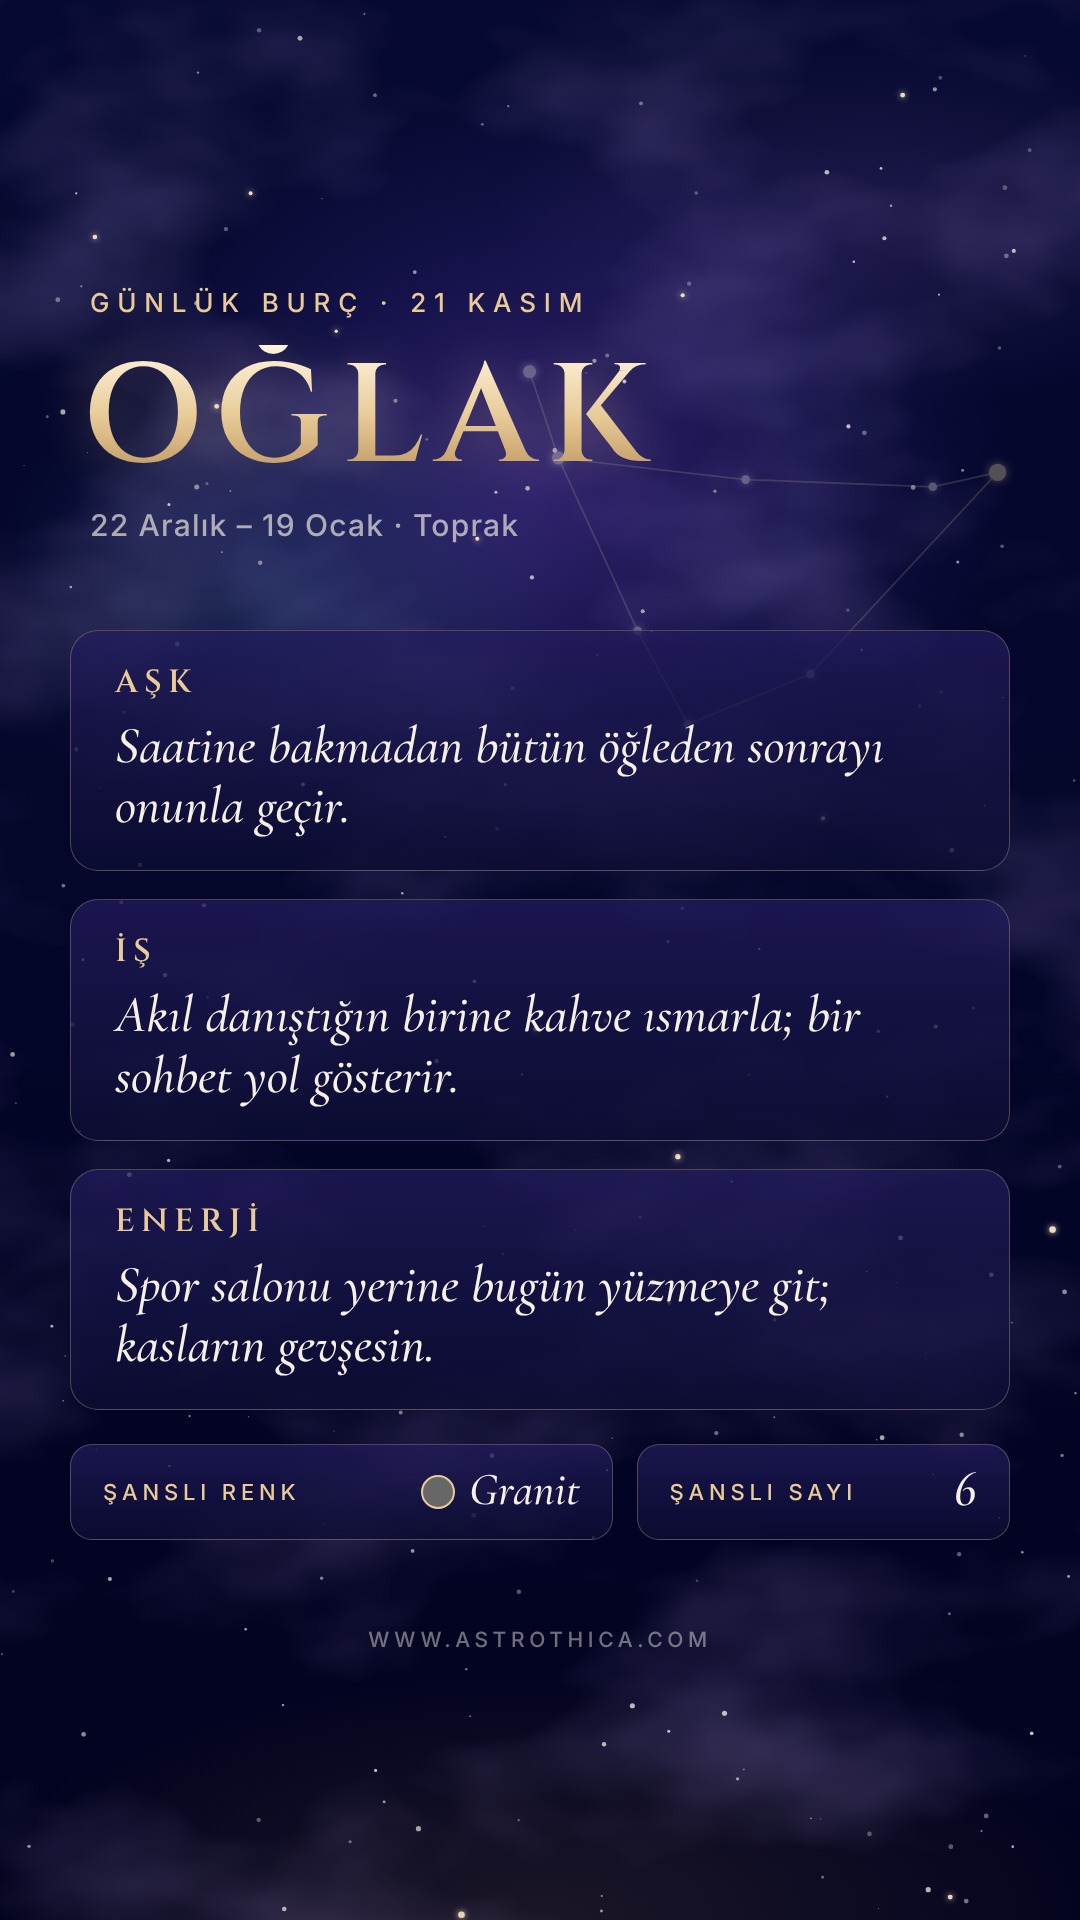 GÜNLÜK BURÇ · 21 KASIM
OĞLAK
22 Aralık – 19 Ocak · Toprak
AŞK
Saatine bakmadan bütün öğleden sonrayı
onunla geçir.
İŞ
Akıl danıştığın birine kahve ısmarla; bir
sohbet yol gösterir.
ENERJİ
Spor salonu yerine bugün yüzmeye git;
kasların gevşesin.
ŞANSLI RENK Granit
ŞANSLI SAYI 6
WWW.ASTROTHICA.COM